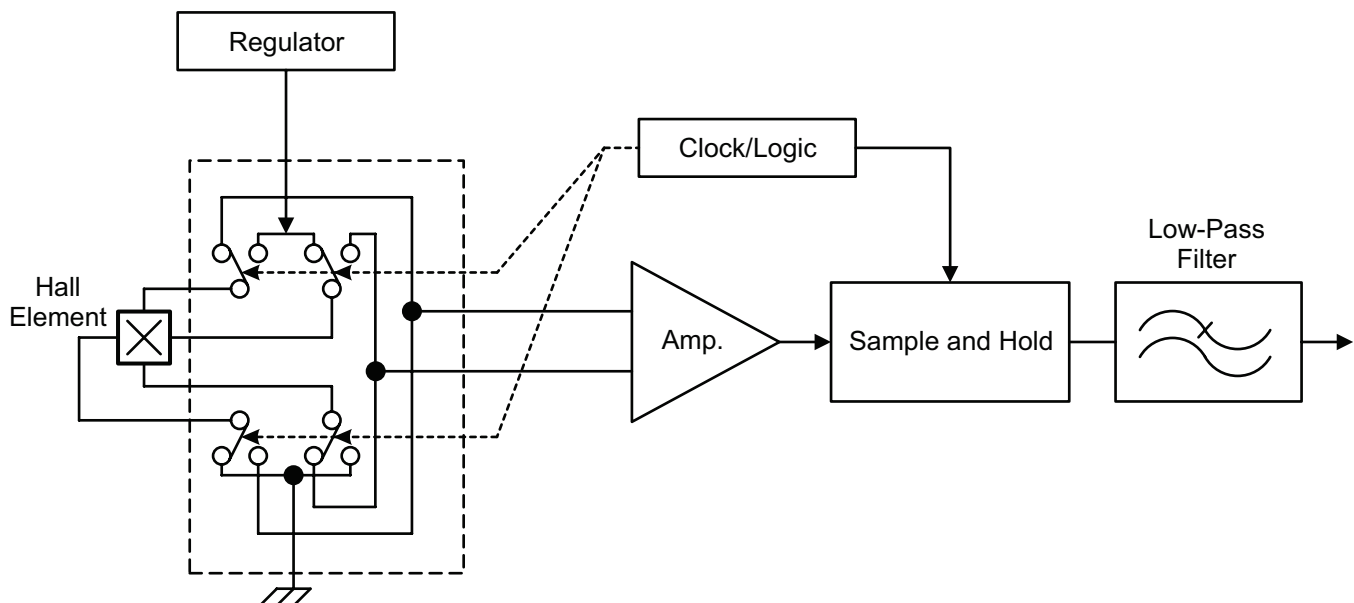 Regulator
Clock/Logic
Low-Pass
Filter
Hall
Element
Amp.
Sample and Hold